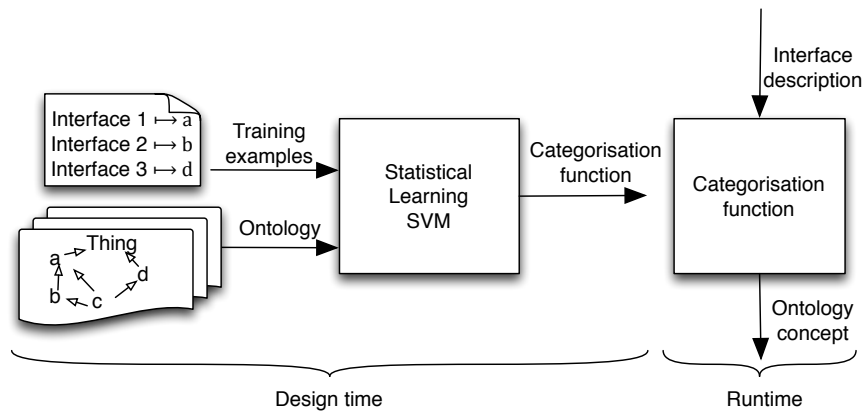 Interface 1 ↦ a
Interface 2 ↦ b
Interface 3 ↦ d
Training
examples
Thing
a
d
b
c
Ontology
Statistical
Learning
SVM
Categorisation
function
Interface
description
Categorisation
function
Ontology
concept
Design time
Runtime